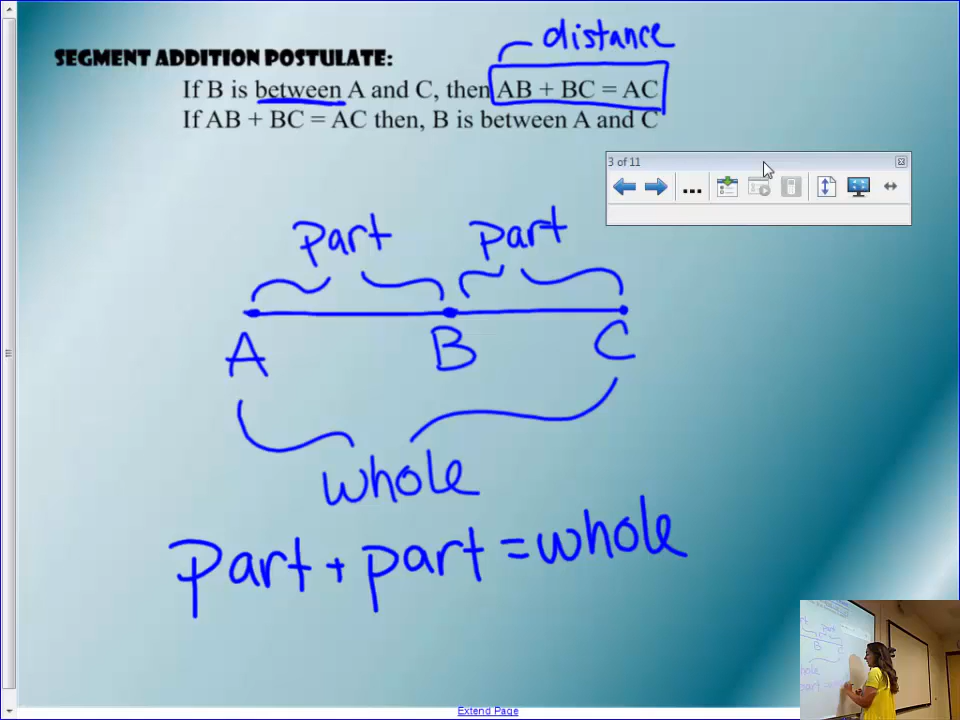 distance
SEGMENT ADDITION POSTULATE:
If B is between A and C, then AB + BC = AC
If AB + BC = AC then, B is between A and C
3 of 11
...
part part
A B C
whole
part + part = whole
Extend Page